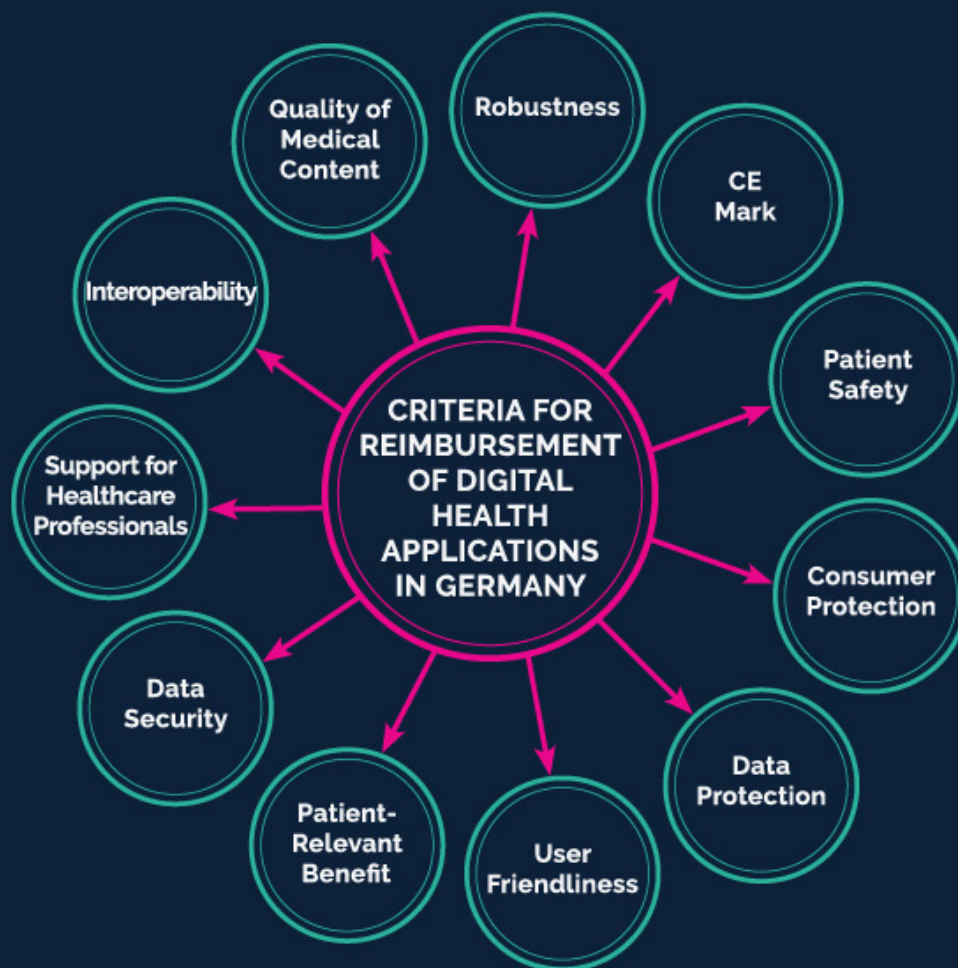 CRITERIA FOR
REIMBURSEMENT
OF DIGITAL
HEALTH
APPLICATIONS
IN GERMANY
Robustness
CE
Mark
Patient
Safety
Consumer
Protection
Data
Protection
User
Friendliness
Patient-
Relevant
Benefit
Data
Security
Support for
Healthcare
Professionals
Interoperability
Quality of
Medical
Content